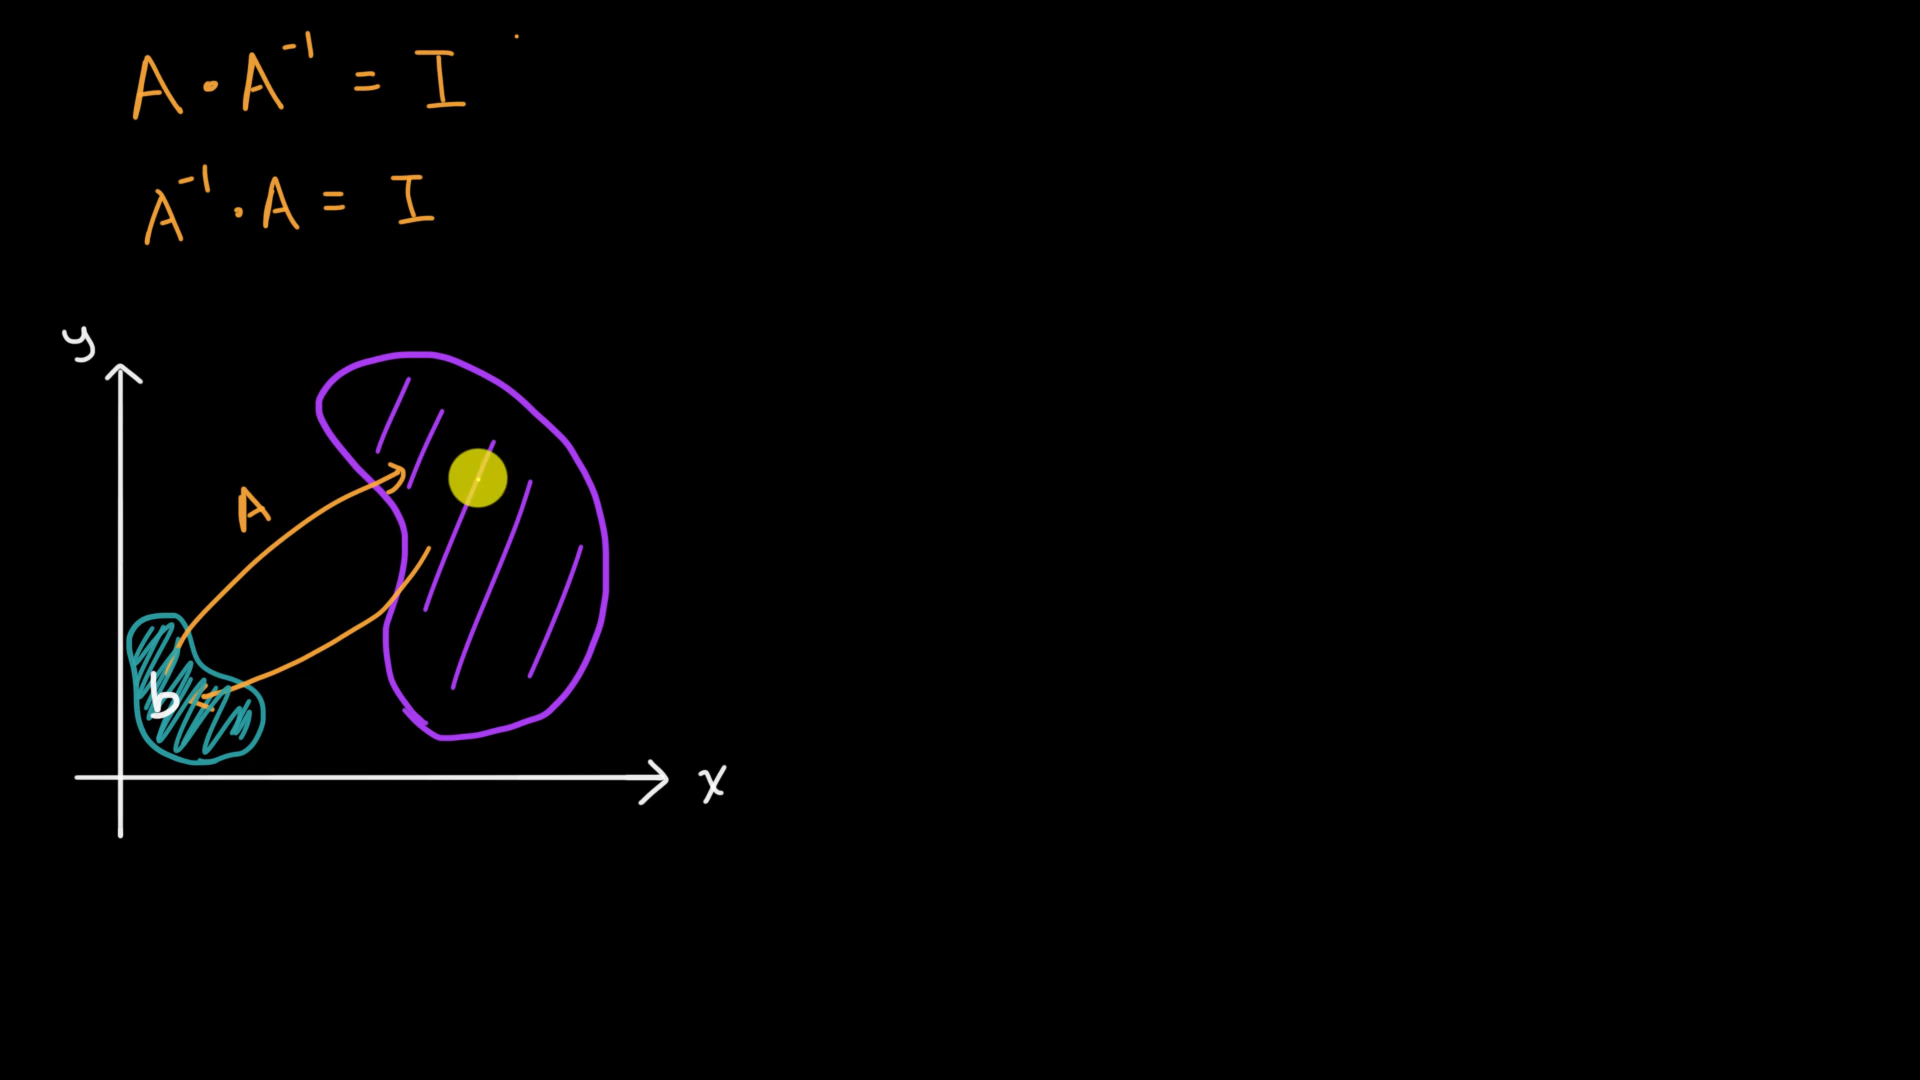 A · A⁻¹ = I
A⁻¹ · A = I
y
A
b
x